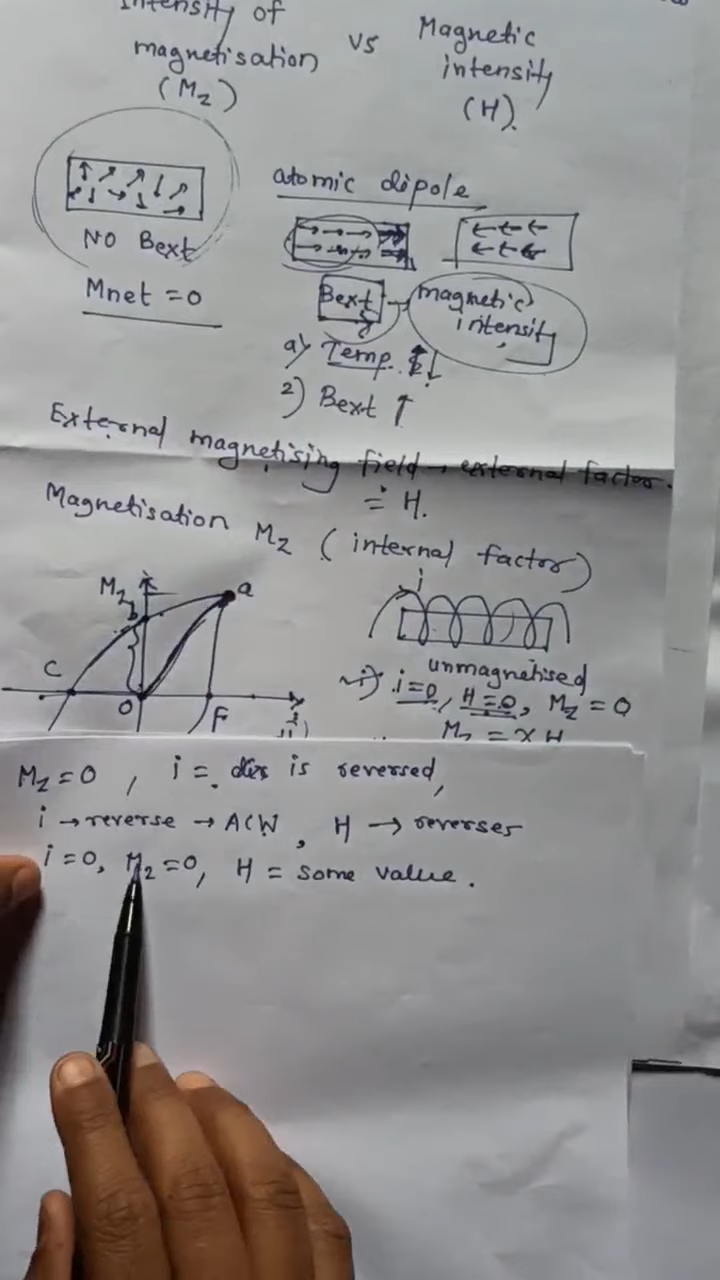 Intensity of
magnetisation
(Mz)
vs
Magnetic
intensity
(H).
NO Bext
Mnet = 0
atomic dipole
Bext
magnetic
intensity
a) Temp. ↓
2) Bext ↑
External magnetising field → external factor.
= H.
Magnetisation Mz (internal factor)
Mz
b
a
C
O
F
i
unmagnetised
i) i=0, H=0, Mz = 0
Mz = χ H
Mz = 0 , i = dirⁿ is reversed,
i → reverse → ACW , H → reverses
i = 0, Mz = 0, H = some value.